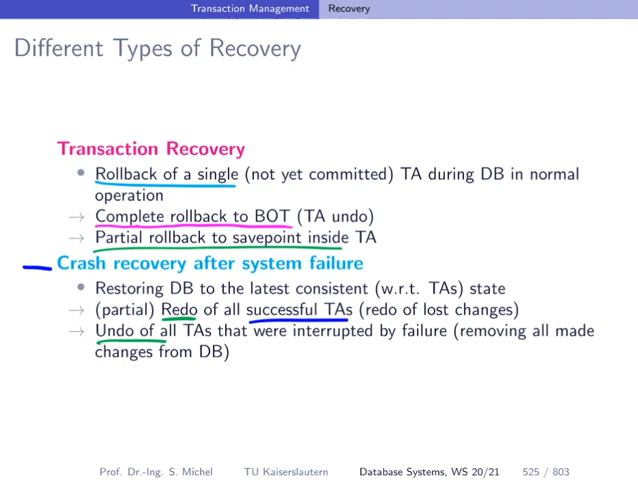 Transaction Management Recovery
Different Types of Recovery
Transaction Recovery
• Rollback of a single (not yet committed) TA during DB in normal
operation
→ Complete rollback to BOT (TA undo)
→ Partial rollback to savepoint inside TA
Crash recovery after system failure
• Restoring DB to the latest consistent (w.r.t. TAs) state
→ (partial) Redo of all successful TAs (redo of lost changes)
→ Undo of all TAs that were interrupted by failure (removing all made
changes from DB)
Prof. Dr.-Ing. S. Michel TU Kaiserslautern Database Systems, WS 20/21 525 / 803